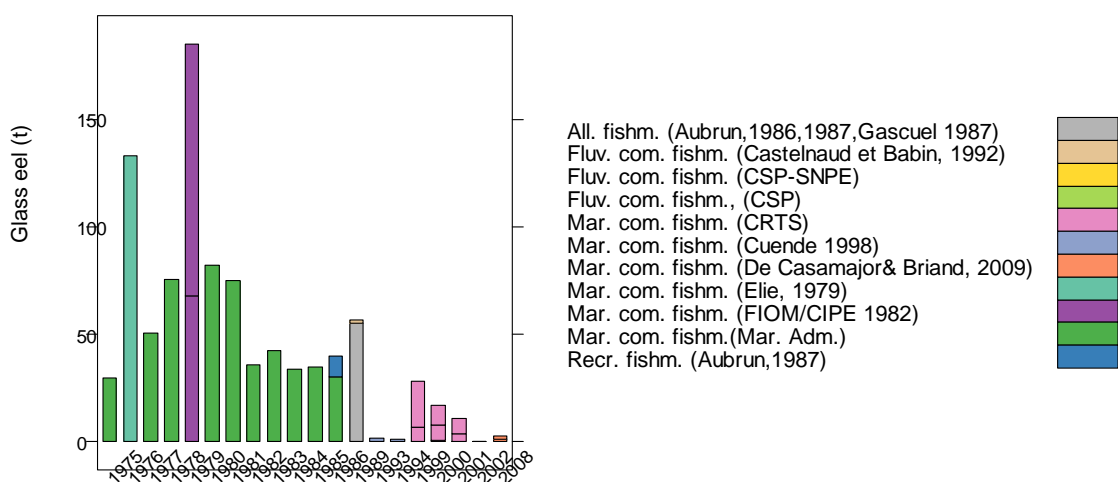 Glass eel (t)
150
100
50
0
1975
1976
1977
1978
1979
1980
1981
1982
1983
1984
1985
1986
1989
1993
1994
1999
2000
2001
2002
2008
All. fishm. (Aubrun,1986,1987,Gascuel 1987)
Fluv. com. fishm. (Castelnaud et Babin, 1992)
Fluv. com. fishm. (CSP-SNPE)
Fluv. com. fishm., (CSP)
Mar. com. fishm. (CRTS)
Mar. com. fishm. (Cuende 1998)
Mar. com. fishm. (De Casamajor& Briand, 2009)
Mar. com. fishm. (Elie, 1979)
Mar. com. fishm. (FIOM/CIPE 1982)
Mar. com. fishm.(Mar. Adm.)
Recr. fishm. (Aubrun,1987)